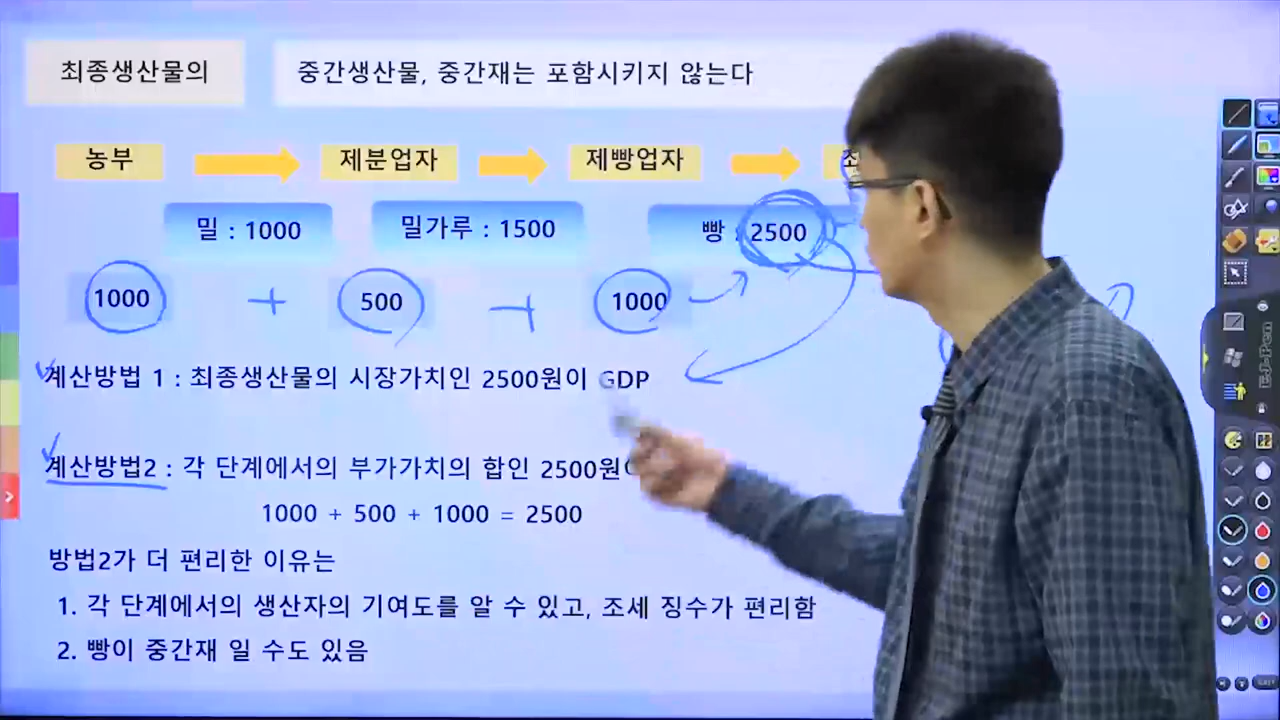 최종생산물의
중간생산물, 중간재는 포함시키지 않는다
농부
제분업자
제빵업자
밀 : 1000
밀가루 : 1500
빵 : 2500
1000 + 500 + 1000
계산방법 1 : 최종생산물의 시장가치인 2500원이 GDP
계산방법2 : 각 단계에서의 부가가치의 합인 2500원이
1000 + 500 + 1000 = 2500
방법2가 더 편리한 이유는
1. 각 단계에서의 생산자의 기여도를 알 수 있고, 조세 징수가 편리함
2. 빵이 중간재 일 수도 있음